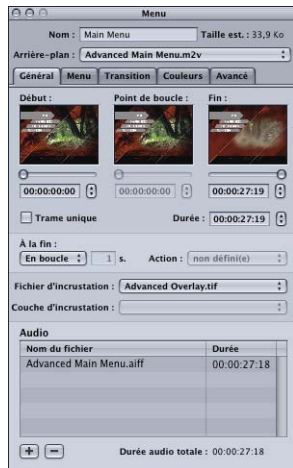 Menu
Nom : Main Menu Taille est. : 33,9 Ko
Arrière-plan : Advanced Main Menu.m2v
Général Menu Transition Couleurs Avancé
Début : Point de boucle : Fin :
00:00:00:00 00:00:00:00 00:00:27:19
Trame unique Durée : 00:00:27:19
À la fin :
En boucle 1 s. Action : non défini(e)
Fichier d'incrustation : Advanced Overlay.tif
Couche d'incrustation :
Audio
Nom du fichier Durée
Advanced Main Menu.aiff 00:00:27:18
Durée audio totale : 00:00:27:18